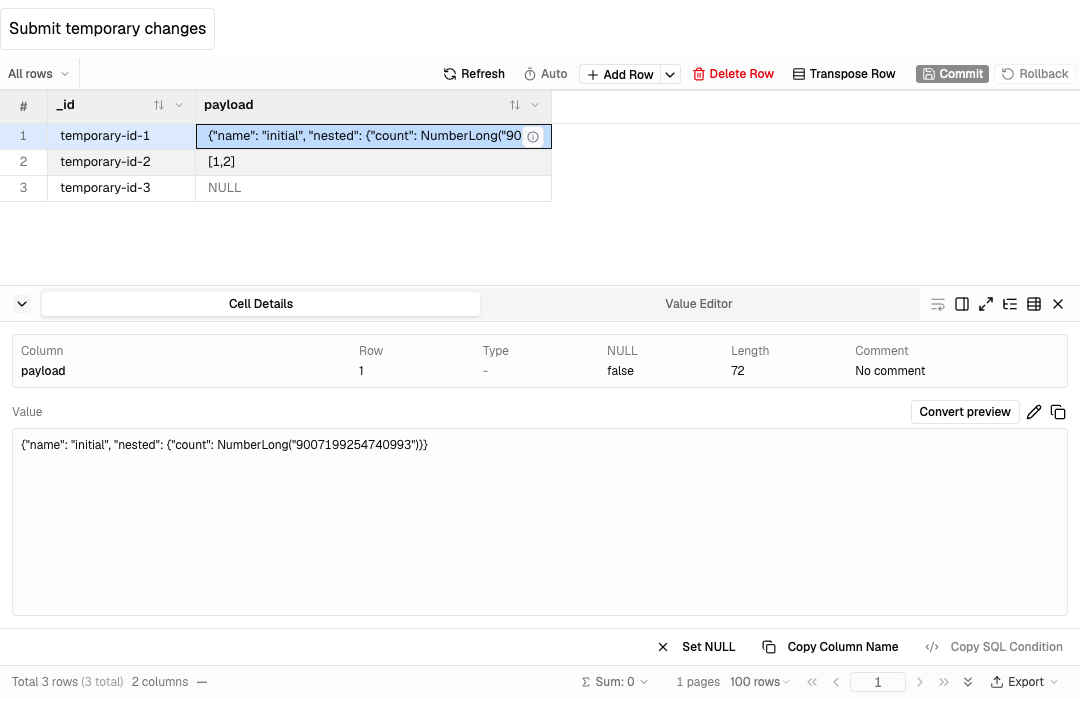 Submit temporary changes
All rows Refresh Auto Add Row Delete Row Transpose Row Commit Rollback
# _id payload
1 temporary-id-1 {"name": "initial", "nested": {"count": NumberLong("90
2 temporary-id-2 [1,2]
3 temporary-id-3 NULL
Cell Details Value Editor
Column Row Type NULL Length Comment
payload 1 - false 72 No comment
Value Convert preview
{"name": "initial", "nested": {"count": NumberLong("9007199254740993")}}
Set NULL Copy Column Name </> Copy SQL Condition
Total 3 rows (3 total) 2 columns — Σ Sum: 0 1 pages 100 rows 1 Export